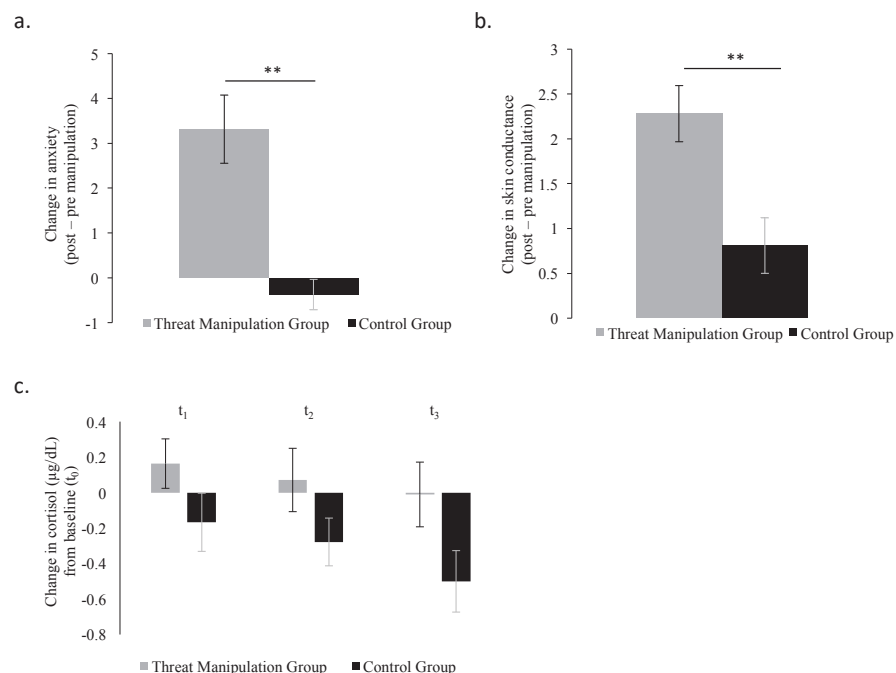 a.
Change in anxiety
(post – pre manipulation)
5
4
3
2
1
0
-1
**
Threat Manipulation Group
Control Group
b.
Change in skin conductance
(post – pre manipulation)
3
2.5
2
1.5
1
0.5
0
**
Threat Manipulation Group
Control Group
c.
t1
t2
t3
Change in cortisol (µg/dL)
from baseline (t0)
0.4
0.2
0
-0.2
-0.4
-0.6
-0.8
Threat Manipulation Group
Control Group